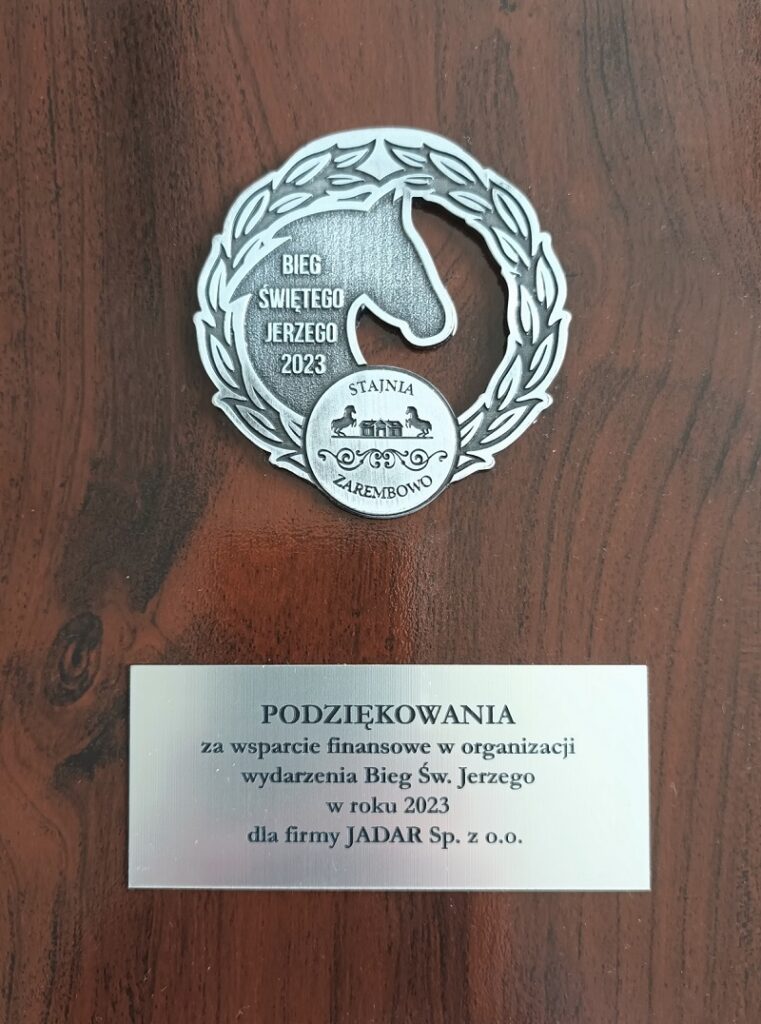 BIEG
ŚWIĘTEGO
JERZEGO
2023
STAJNIA
ZAREMBOWO
PODZIĘKOWANIA
za wsparcie finansowe w organizacji
wydarzenia Bieg Św. Jerzego
w roku 2023
dla firmy JADAR Sp. z o.o.